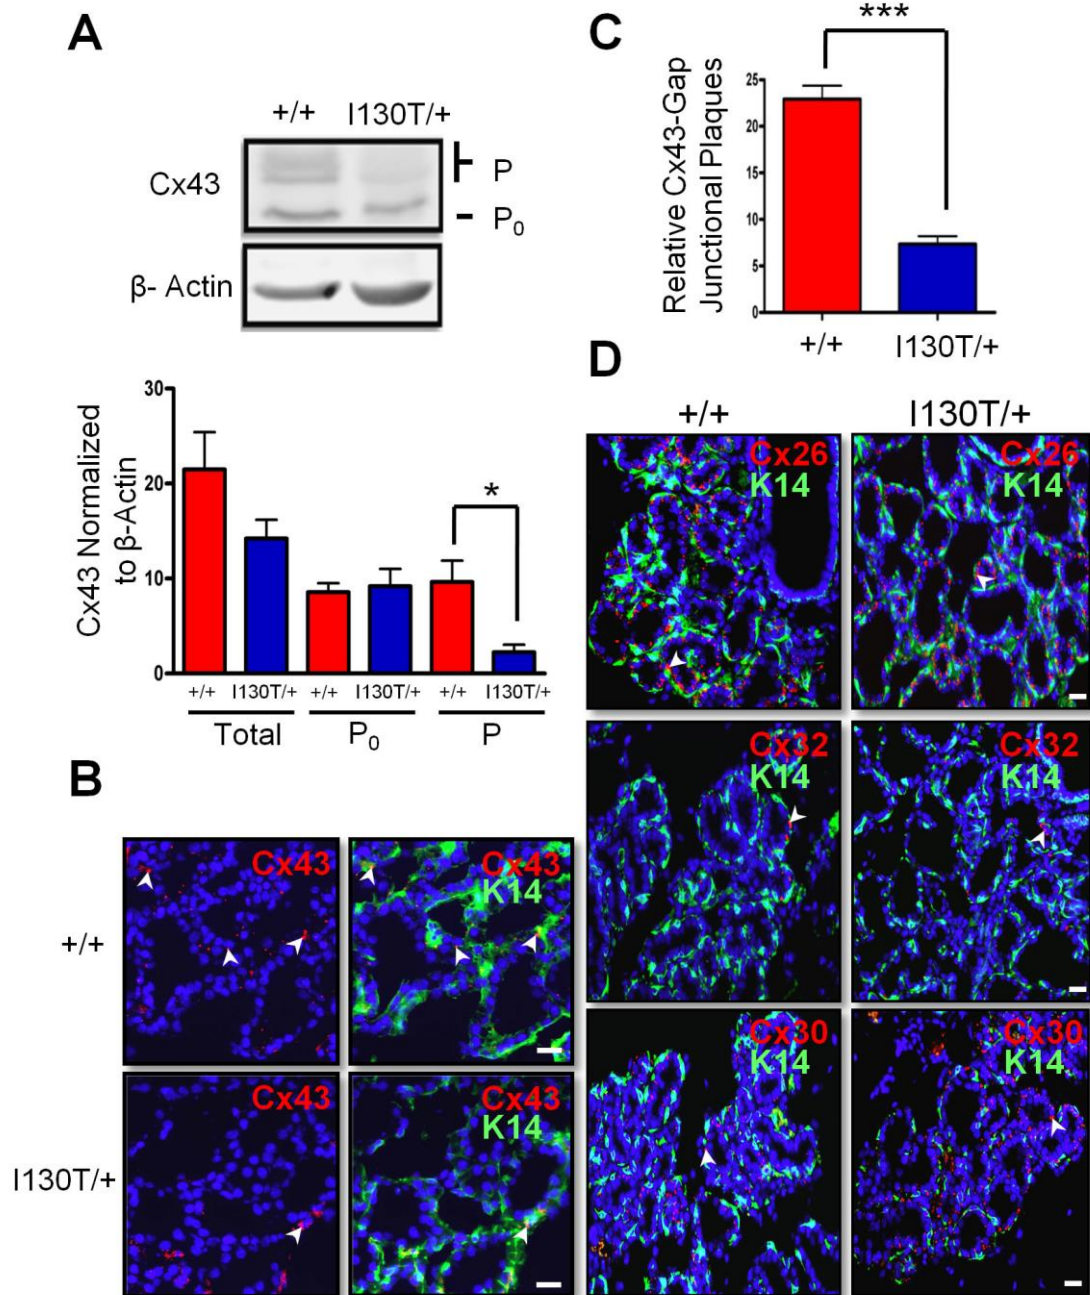 A
+/+ I130T/+
Cx43
P
P₀
β- Actin
30
20
10
0
Cx43 Normalized
to β-Actin
*
+/+ I130T/+ +/+ I130T/+ +/+ I130T/+
Total P₀ P
B
+/+
Cx43
Cx43
K14
I130T/+
Cx43
Cx43
K14
C
***
Relative Cx43-Gap
Junctional Plaques
25
20
15
10
5
0
+/+ I130T/+
D
+/+ I130T/+
Cx26
K14
Cx26
K14
Cx32
K14
Cx32
K14
Cx30
K14
Cx30
K14